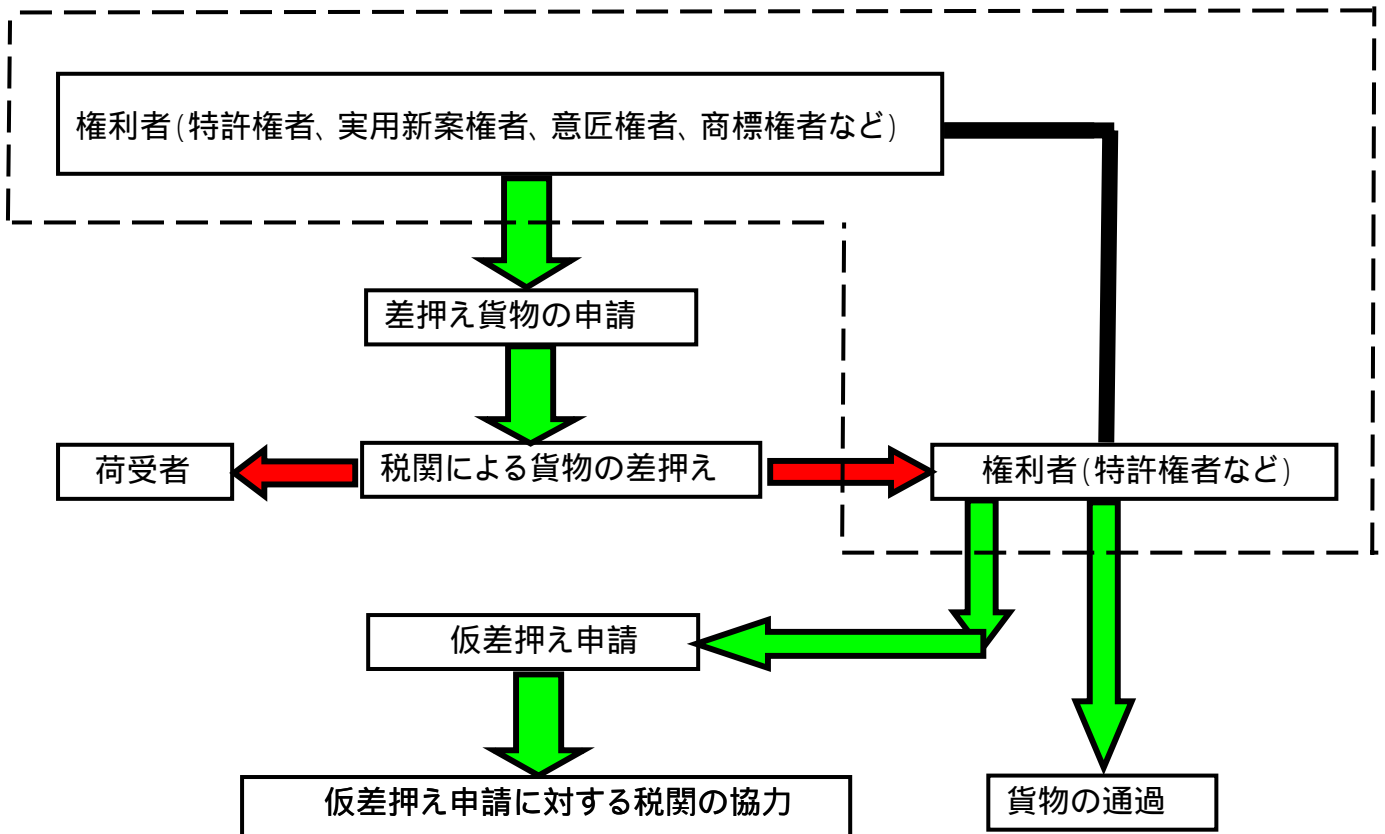 権利者(特許権者、実用新案権者、意匠権者、商標権者など)
差押え貨物の申請
荷受者
税関による貨物の差押え
権利者(特許権者など)
仮差押え申請
仮差押え申請に対する税関の協力
貨物の通過